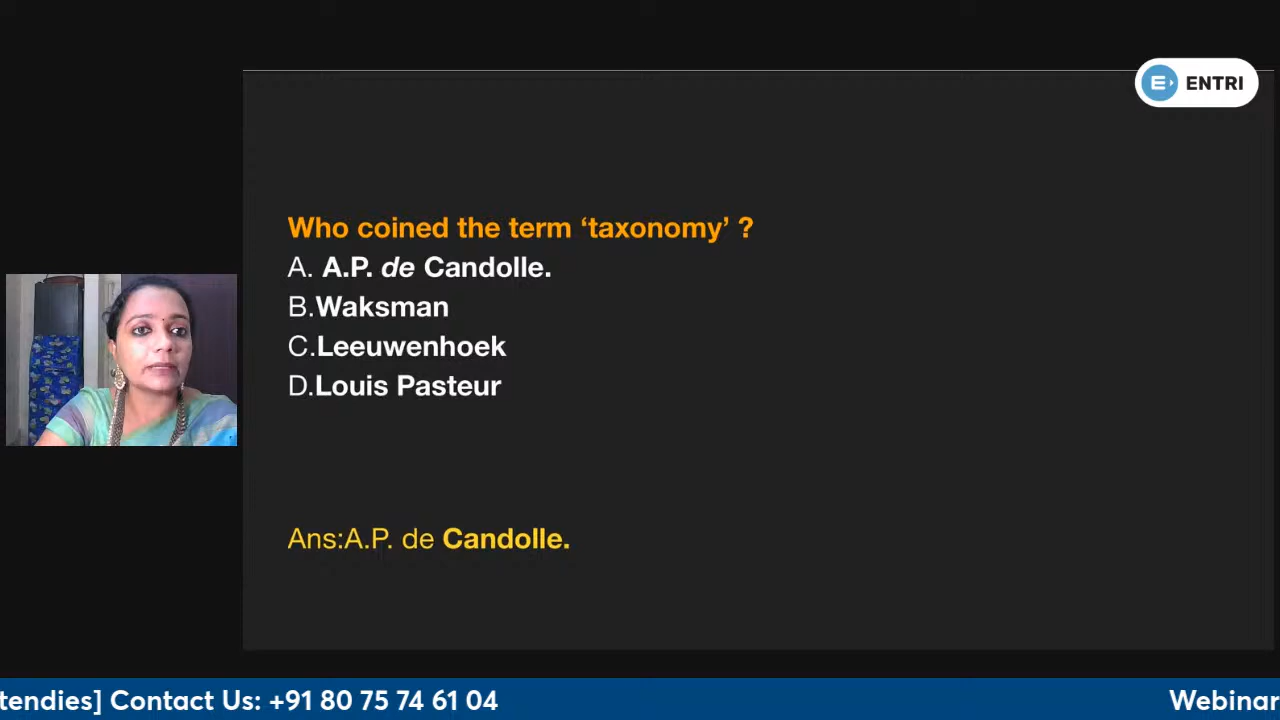 ENTRI
Who coined the term ‘taxonomy’ ?
A. A.P. de Candolle.
B.Waksman
C.Leeuwenhoek
D.Louis Pasteur
Ans:A.P. de Candolle.
tendies] Contact Us: +91 80 75 74 61 04 Webinar